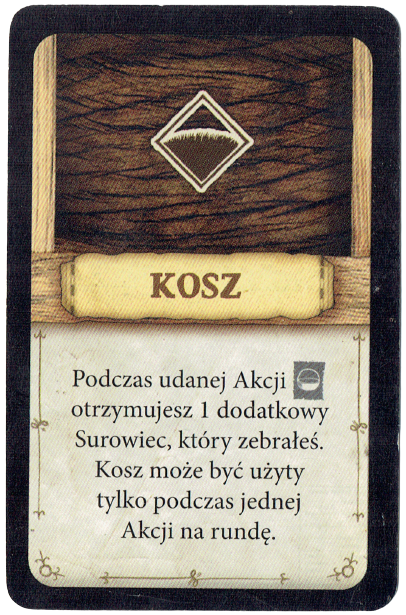 KOSZ
Podczas udanej Akcji
otrzymujesz 1 dodatkowy
Surowiec, który zebrałeś.
Kosz może być użyty
tylko podczas jednej
Akcji na rundę.